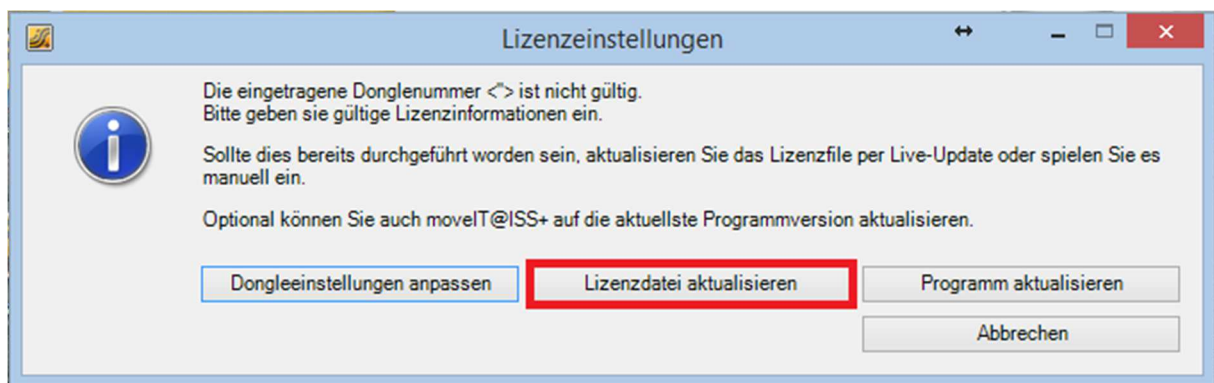 Lizenzeinstellungen
Die eingetragene Donglenummer <''> ist nicht gültig.
Bitte geben sie gültige Lizenzinformationen ein.
Sollte dies bereits durchgeführt worden sein, aktualisieren Sie das Lizenzfile per Live-Update oder spielen Sie es
manuell ein.
Optional können Sie auch moveIT@ISS+ auf die aktuellste Programmversion aktualisieren.
Dongleeinstellungen anpassen
Lizenzdatei aktualisieren
Programm aktualisieren
Abbrechen